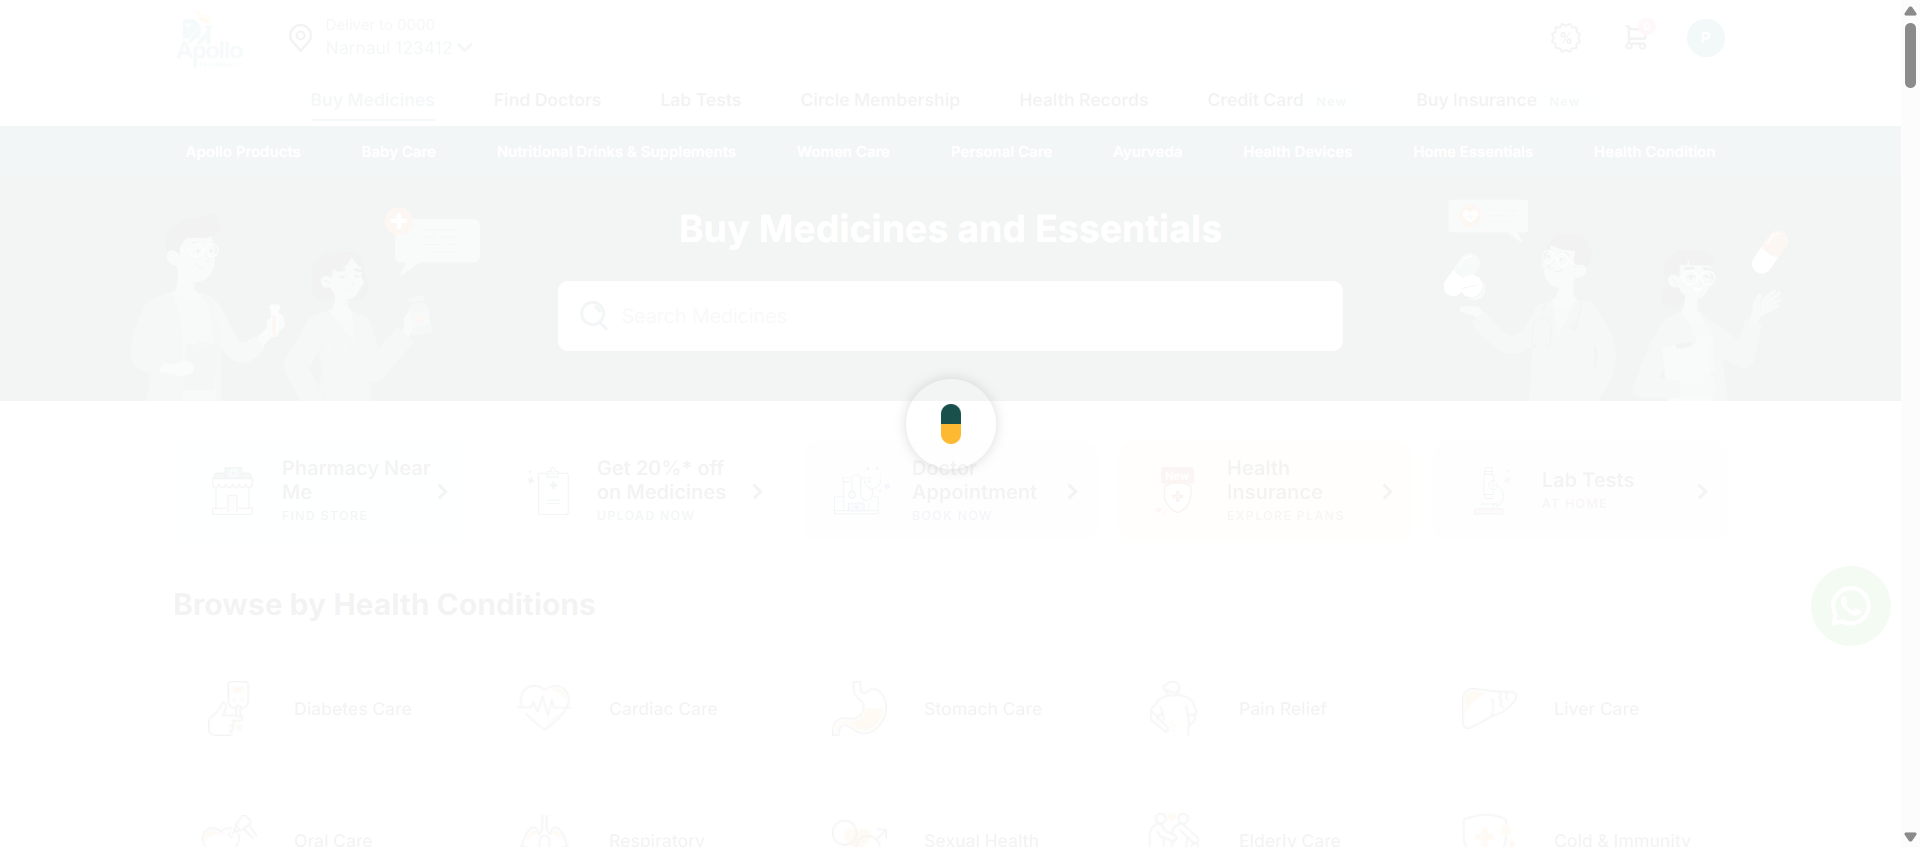 Apollo
Deliver to 0000
Narnaul 123412
%
P
Buy Medicines
Find Doctors
Lab Tests
Circle Membership
Health Records
Credit Card New
Buy Insurance New
Apollo Products
Baby Care
Nutritional Drinks & Supplements
Women Care
Personal Care
Ayurveda
Health Devices
Home Essentials
Health Condition
Buy Medicines and Essentials
Search Medicines
Pharmacy Near
Me
FIND STORE
Get 20%* off
on Medicines
UPLOAD NOW
Doctor
Appointment
BOOK NOW
New
Health
Insurance
EXPLORE PLANS
Lab Tests
AT HOME
Browse by Health Conditions
Diabetes Care
Cardiac Care
Stomach Care
Pain Relief
Liver Care
Oral Care
Respiratory
Sexual Health
Elderly Care
Cold & Immunity